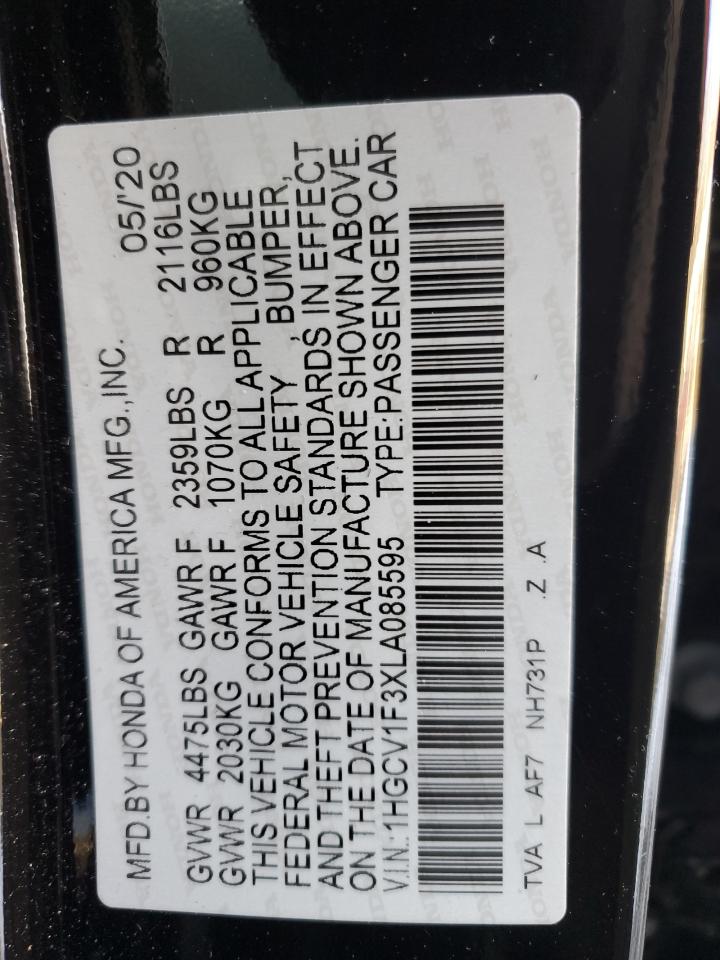 MFD.BY HONDA OF AMERICA MFG.,INC. 05/'20
GVWR 4475LBS GAWR F 2359LBS R 2116LBS
GVWR 2030KG GAWR F 1070KG R 960KG
THIS VEHICLE CONFORMS TO ALL APPLICABLE
FEDERAL MOTOR VEHICLE SAFETY , BUMPER,
AND THEFT PREVENTION STANDARDS IN EFFECT
ON THE DATE OF MANUFACTURE SHOWN ABOVE.
V.I.N.:1HGCV1F3XLA085595 TYPE:PASSENGER CAR
TVA L AF7 NH731P .Z .A